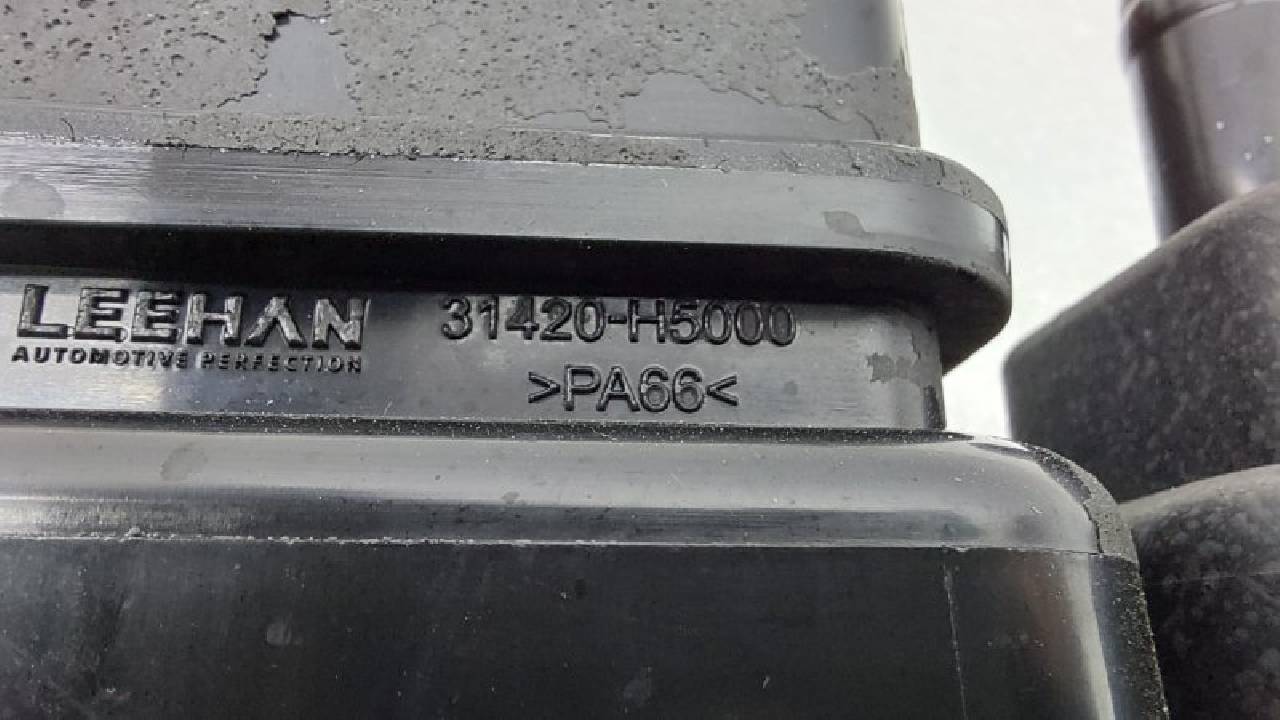 LEEHAN
AUTOMOTIVE PERFECTION
31420-H5000
>PA66<